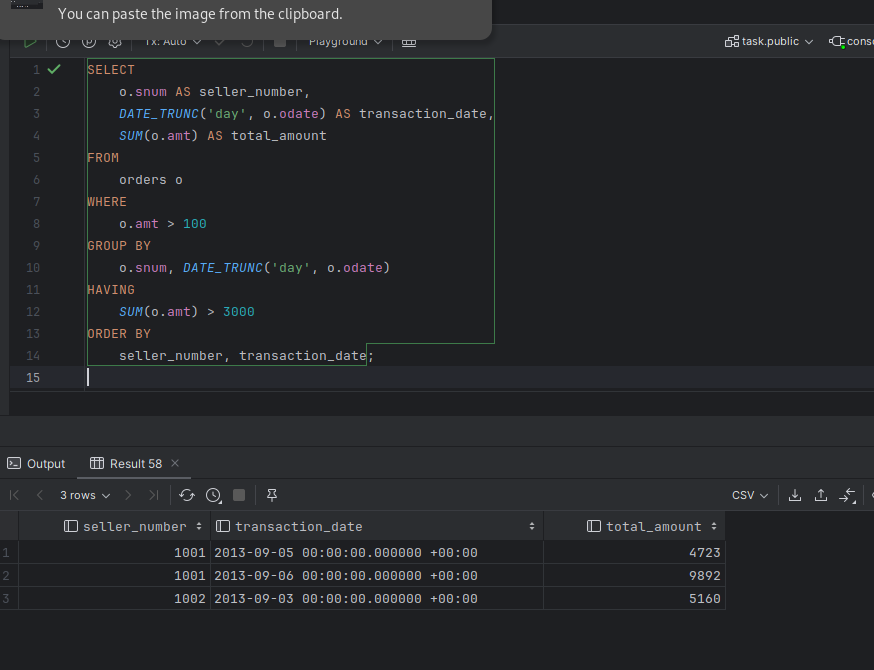 You can paste the image from the clipboard.
Tx: Auto Playground task.public
1 SELECT
2 o.snum AS seller_number,
3 DATE_TRUNC('day', o.odate) AS transaction_date,
4 SUM(o.amt) AS total_amount
5 FROM
6 orders o
7 WHERE
8 o.amt > 100
9 GROUP BY
10 o.snum, DATE_TRUNC('day', o.odate)
11 HAVING
12 SUM(o.amt) > 3000
13 ORDER BY
14 seller_number, transaction_date;
15
Output Result 58
3 rows CSV
seller_number transaction_date total_amount
1 1001 2013-09-05 00:00:00.000000 +00:00 4723
2 1001 2013-09-06 00:00:00.000000 +00:00 9892
3 1002 2013-09-03 00:00:00.000000 +00:00 5160